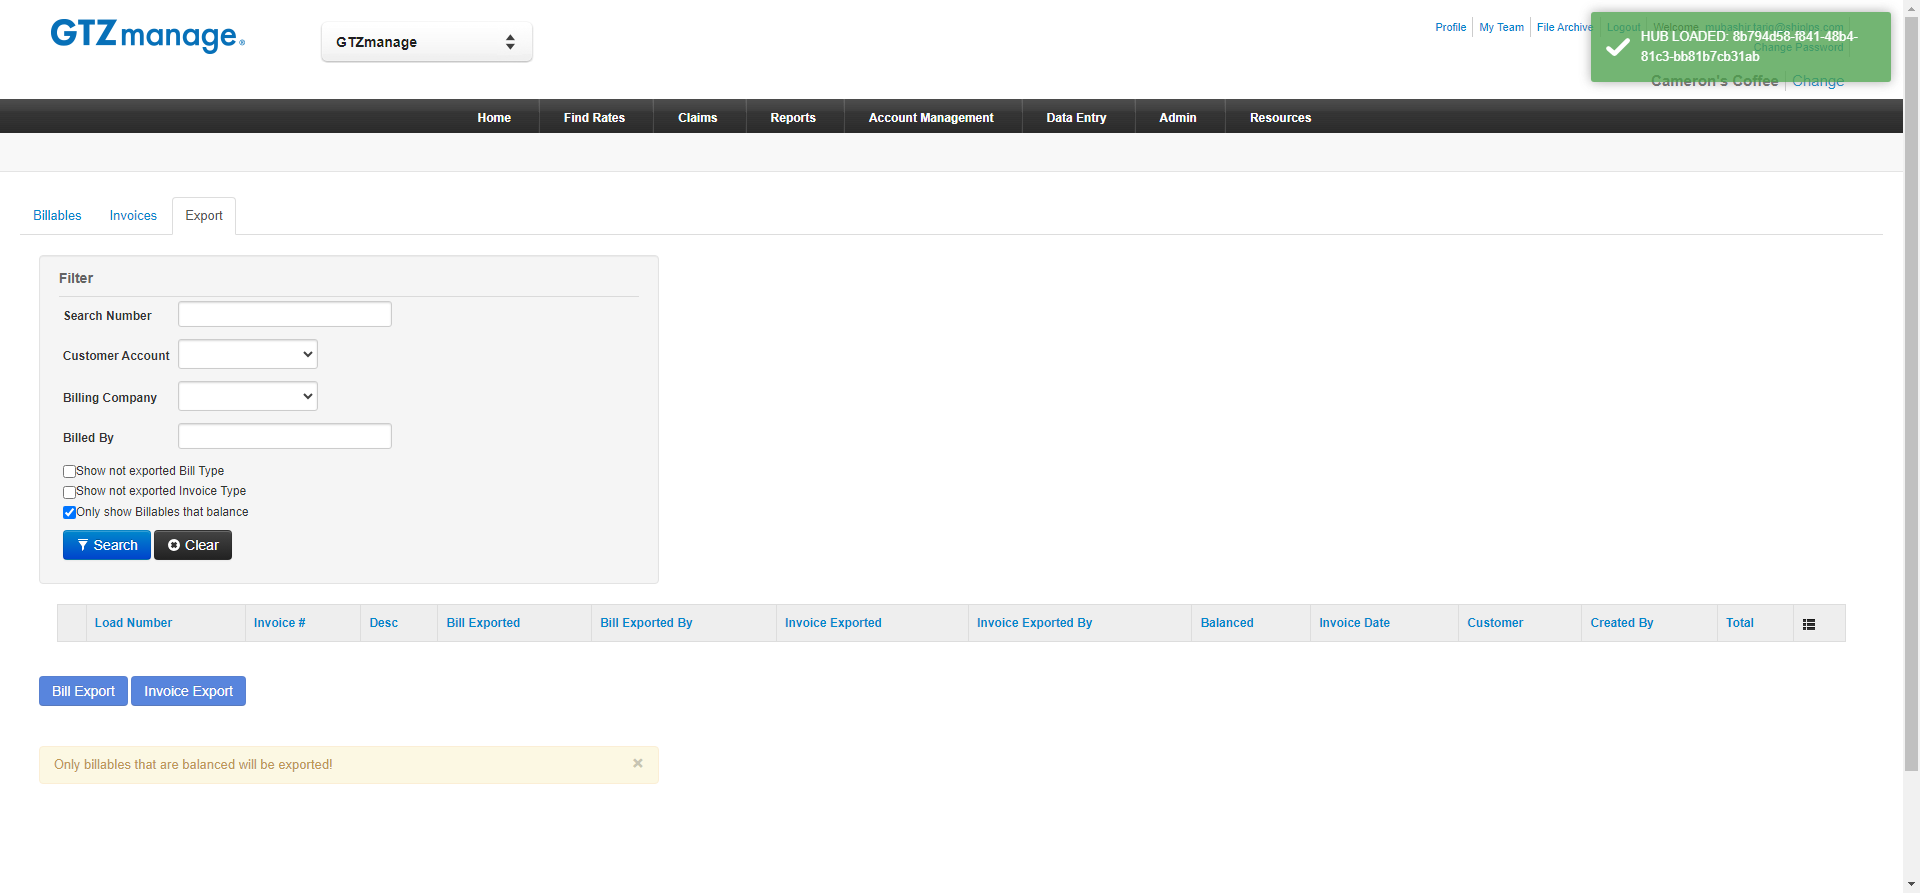 GTZmanage®
GTZmanage
Profile
My Team
File Archive
Logout
Welcome, mubashir.tariq@shiplps.com
Change Password
HUB LOADED: 8b794d58-f841-48b4-
81c3-bb81b7cb31ab
Cameron's Coffee
Change
Home
Find Rates
Claims
Reports
Account Management
Data Entry
Admin
Resources
Billables
Invoices
Export
Filter
Search Number
Customer Account
Billing Company
Billed By
Show not exported Bill Type
Show not exported Invoice Type
Only show Billables that balance
Search
Clear
Load Number
Invoice #
Desc
Bill Exported
Bill Exported By
Invoice Exported
Invoice Exported By
Balanced
Invoice Date
Customer
Created By
Total
Bill Export
Invoice Export
Only billables that are balanced will be exported!
×